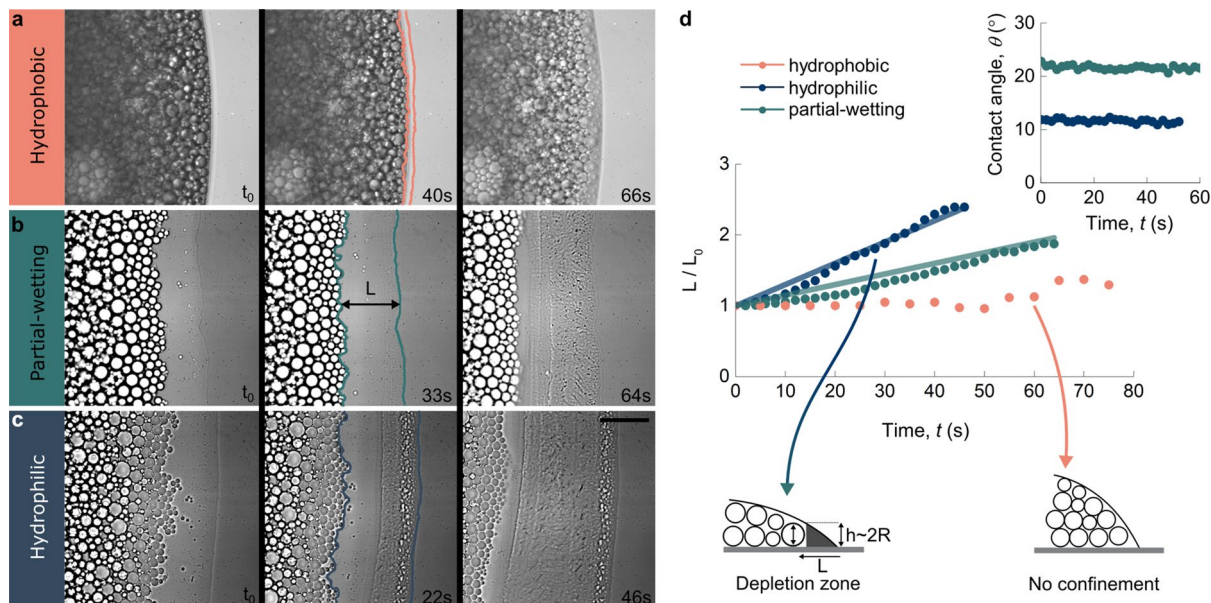 a
Hydrophobic
t₀
40s
66s
b
Partial-wetting
L
t₀
33s
64s
c
Hydrophilic
t₀
22s
46s
d
hydrophobic
hydrophilic
partial-wetting
Contact angle, θ (°)
30
20
10
0
0 20 40 60
Time, t (s)
L / L₀
3
2
1
0 10 20 30 40 50 60 70 80
Time, t (s)
h~2R
L
Depletion zone
No confinement